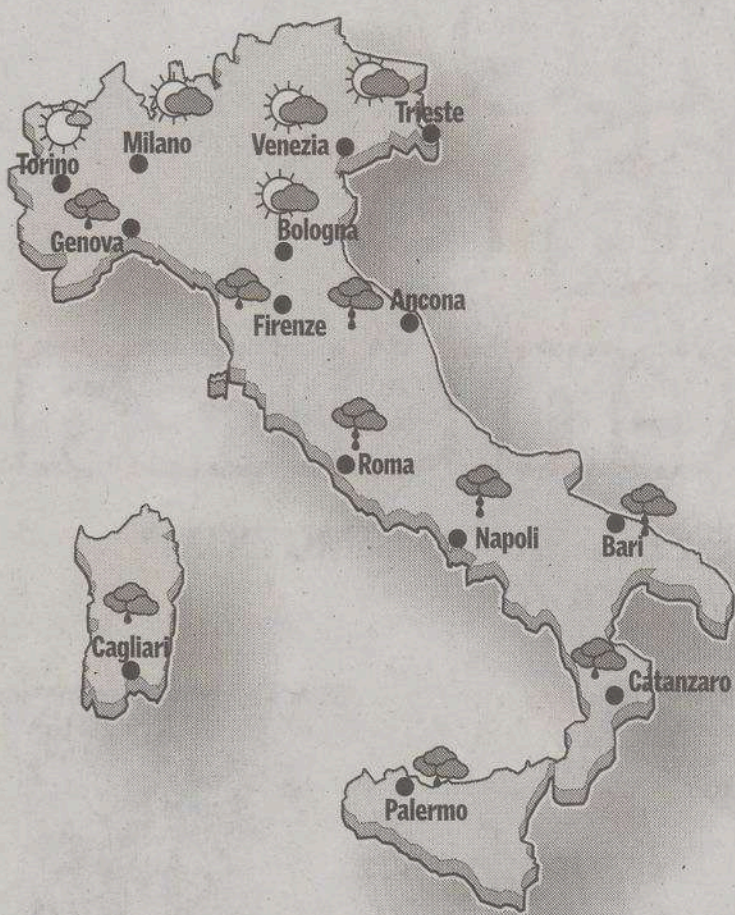 Trieste
Milano
Venezia
Torino
Bologna
Genova
Ancona
Firenze
Roma
Napoli
Bari
Cagliari
Catanzaro
Palermo